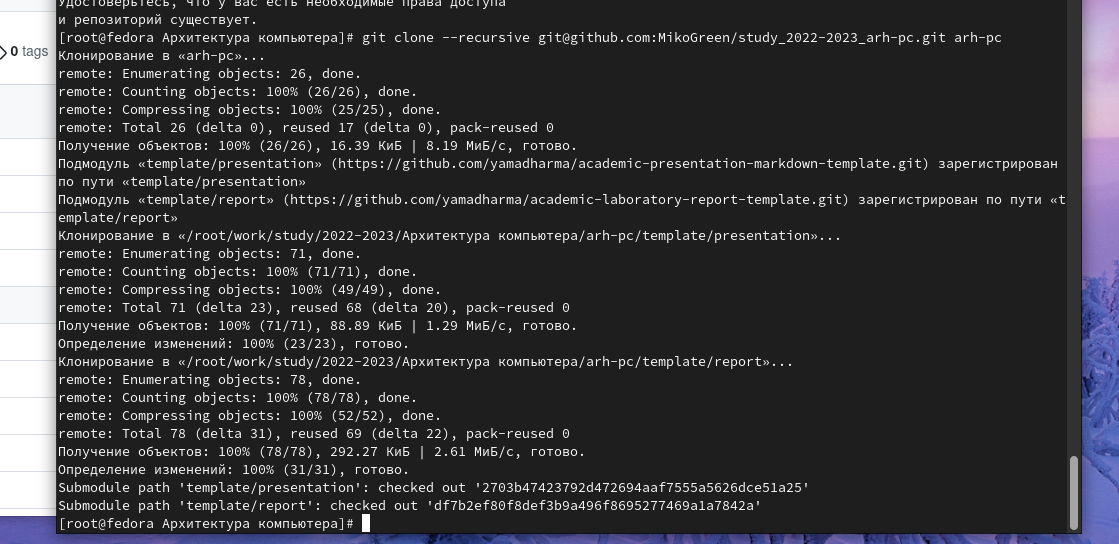 Удостоверьтесь, что у вас есть необходимые права доступа
и репозиторий существует.
0 tags
[root@fedora Архитектура компьютера]# git clone --recursive git@github.com:MikoGreen/study_2022-2023_arh-pc.git arh-pc
Клонирование в «arh-pc»...
remote: Enumerating objects: 26, done.
remote: Counting objects: 100% (26/26), done.
remote: Compressing objects: 100% (25/25), done.
remote: Total 26 (delta 0), reused 17 (delta 0), pack-reused 0
Получение объектов: 100% (26/26), 16.39 КиБ | 8.19 МиБ/с, готово.
Подмодуль «template/presentation» (https://github.com/yamadharma/academic-presentation-markdown-template.git) зарегистрирован
по пути «template/presentation»
Подмодуль «template/report» (https://github.com/yamadharma/academic-laboratory-report-template.git) зарегистрирован по пути «t
emplate/report»
Клонирование в «/root/work/study/2022-2023/Архитектура компьютера/arh-pc/template/presentation»...
remote: Enumerating objects: 71, done.
remote: Counting objects: 100% (71/71), done.
remote: Compressing objects: 100% (49/49), done.
remote: Total 71 (delta 23), reused 68 (delta 20), pack-reused 0
Получение объектов: 100% (71/71), 88.89 КиБ | 1.29 МиБ/с, готово.
Определение изменений: 100% (23/23), готово.
Клонирование в «/root/work/study/2022-2023/Архитектура компьютера/arh-pc/template/report»...
remote: Enumerating objects: 78, done.
remote: Counting objects: 100% (78/78), done.
remote: Compressing objects: 100% (52/52), done.
remote: Total 78 (delta 31), reused 69 (delta 22), pack-reused 0
Получение объектов: 100% (78/78), 292.27 КиБ | 2.61 МиБ/с, готово.
Определение изменений: 100% (31/31), готово.
Submodule path 'template/presentation': checked out '2703b47423792d472694aaf7555a5626dce51a25'
Submodule path 'template/report': checked out 'df7b2ef80f8def3b9a496f8695277469a1a7842a'
[root@fedora Архитектура компьютера]#